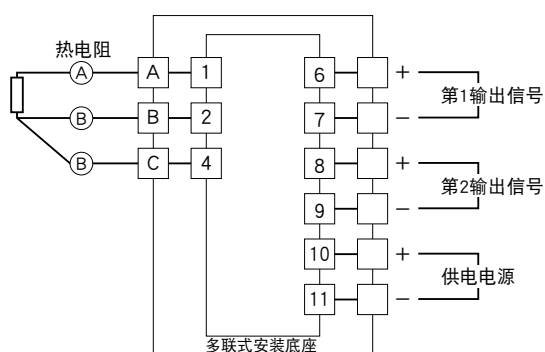 热电阻
A A 1 6 +
第1输出信号
B B 2 7 −
B C 4 8 +
第2输出信号
9 −
10 +
供电电源
11 −
多联式安装底座